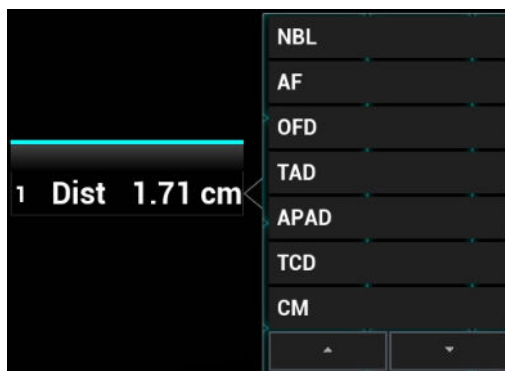 1 Dist 1.71 cm
NBL
AF
OFD
TAD
APAD
TCD
CM